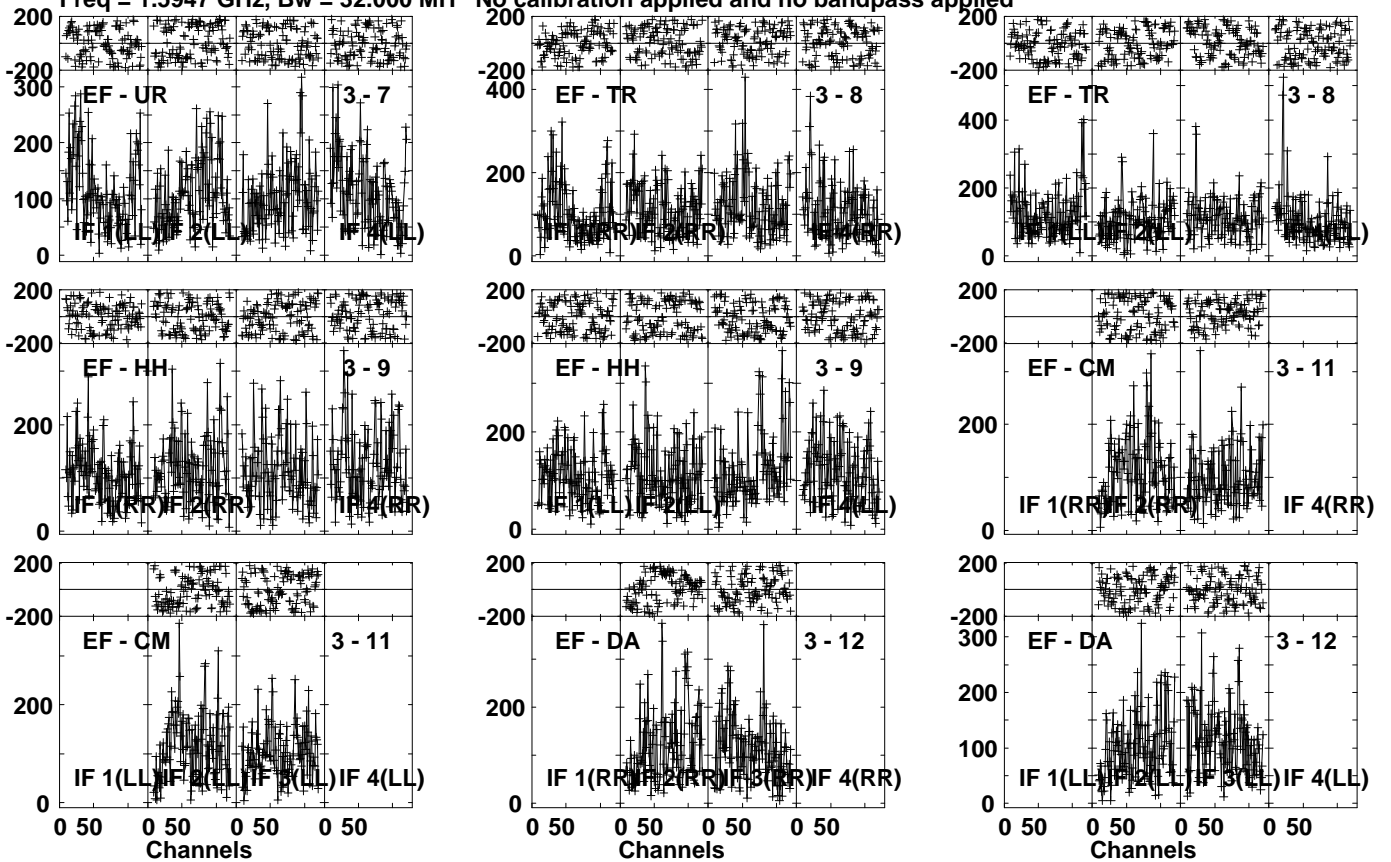 Freq = 1.5947 GHz, Bw = 32.000 MH No calibration applied and no bandpass applied
200 200 200
-200 -200 -200
EF - UR 3 - 7 EF - TR 3 - 8 EF - TR 3 - 8
300 400 400
200 200 200
100
0 0 0
IF 1(LL) IF 2(LL) IF 4(LL) IF 1(RR) IF 2(RR) IF 4(RR) IF 1(LL) IF 2(LL) IF 4(LL)
200 200 200
-200 -200 -200
EF - HH 3 - 9 EF - HH 3 - 9 EF - CM 3 - 11
200 200 200
IF 1(RR) IF 2(RR) IF 4(RR) IF 1(LL) IF 2(LL) IF 4(LL) IF 1(RR) IF 2(RR) IF 4(RR)
0 0 0
200 200 200
-200 -200 -200
EF - CM 3 - 11 EF - DA 3 - 12 EF - DA 3 - 12
200 200 300
200
100
IF 1(LL) IF 2(LL) IF 3(LL) IF 4(LL) IF 1(RR) IF 2(RR) IF 3(RR) IF 4(RR) IF 1(LL) IF 2(LL) IF 3(LL) IF 4(LL)
0 0 0
0 50 0 50 0 50 0 50 0 50 0 50 0 50 0 50 0 50
Channels Channels Channels